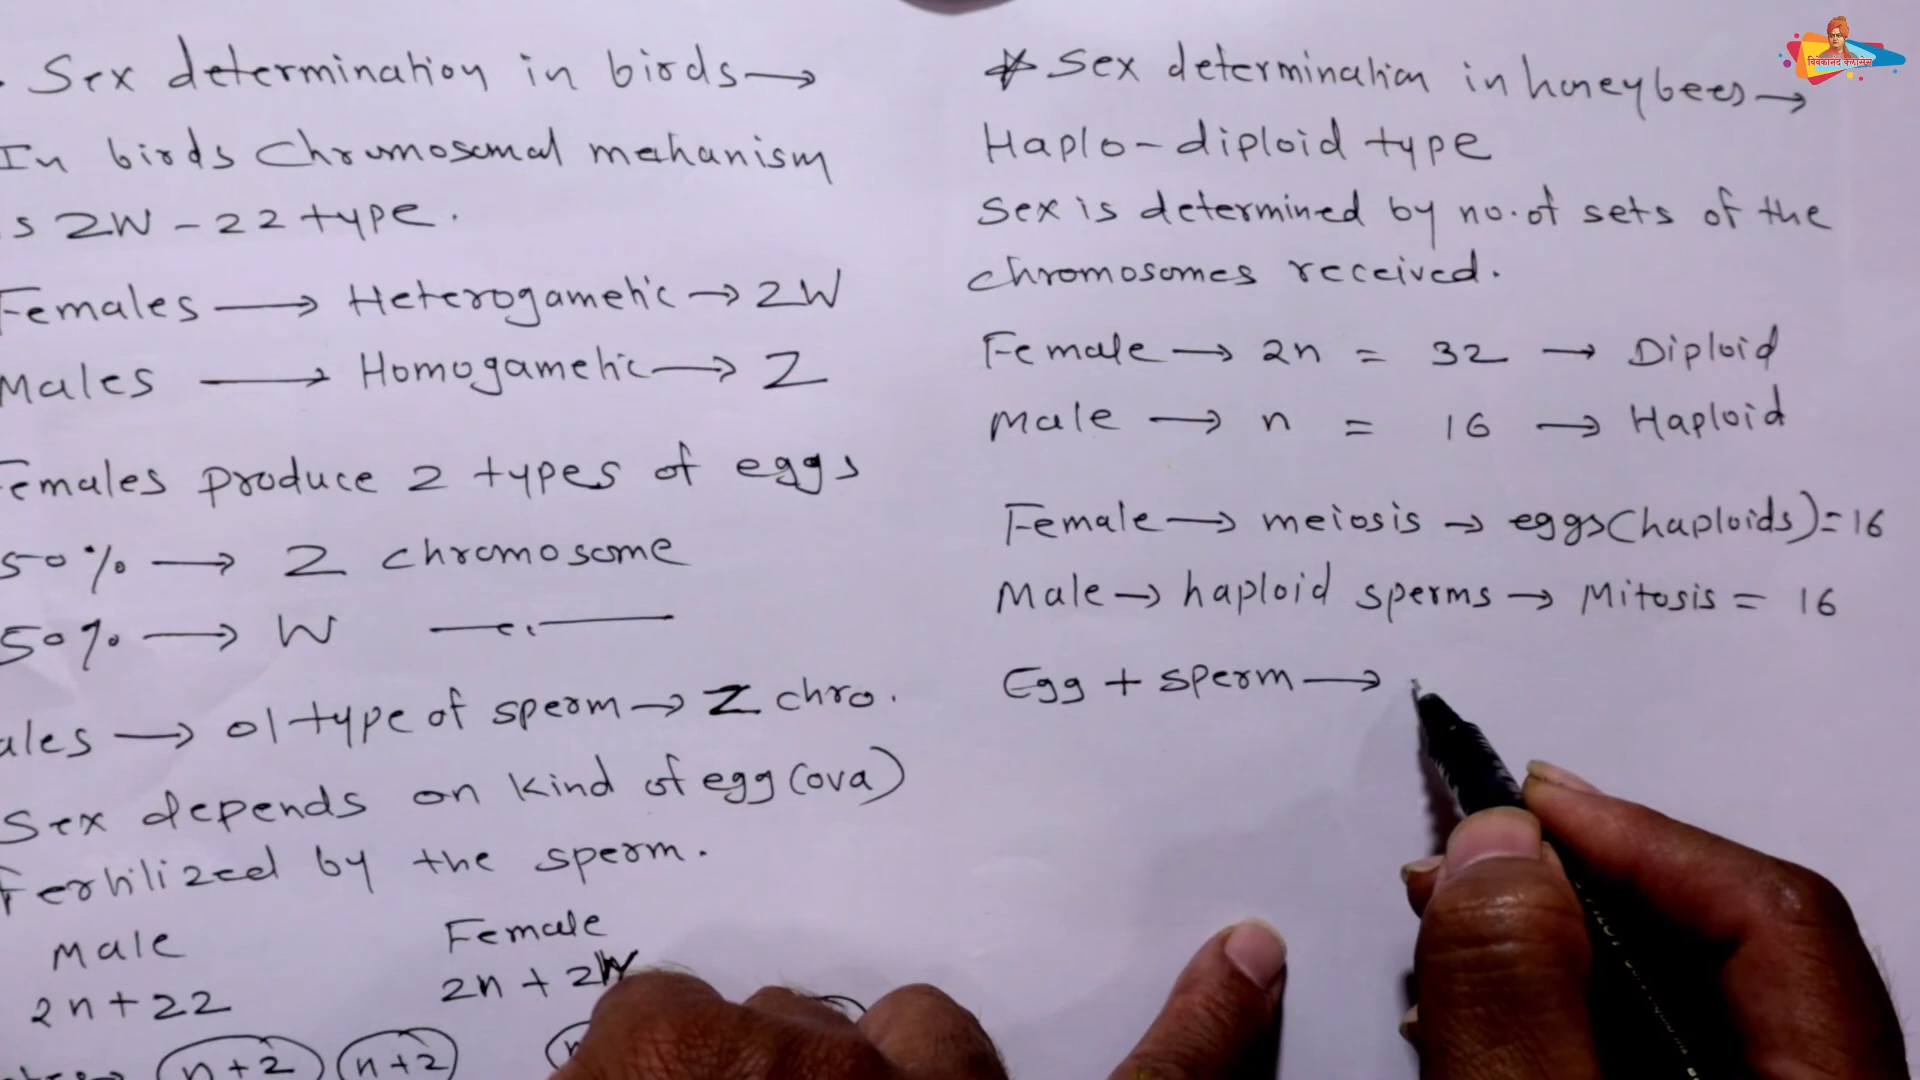 Sex determination in birds →
In birds chromosomal mehanism
is ZW - ZZ type.
Females → Heterogametic → ZW
Males → Homogametic → Z
Females produce 2 types of eggs
50% → Z chromosome
50% → W —〃—
ales → 01 type of sperm → Z chro.
Sex depends on kind of egg (ova)
Fertilized by the sperm.
Male Female
2n + ZZ 2n + ZW
n+Z n+Z
* Sex determination in honeybees →
Haplo-diploid type
Sex is determined by no. of sets of the
chromosomes received.
Female → 2n = 32 → Diploid
Male → n = 16 → Haploid
Female → meiosis → eggs (haploids) = 16
Male → haploid sperms → Mitosis = 16
Egg + sperm →
विवेकानंद क्लासेस